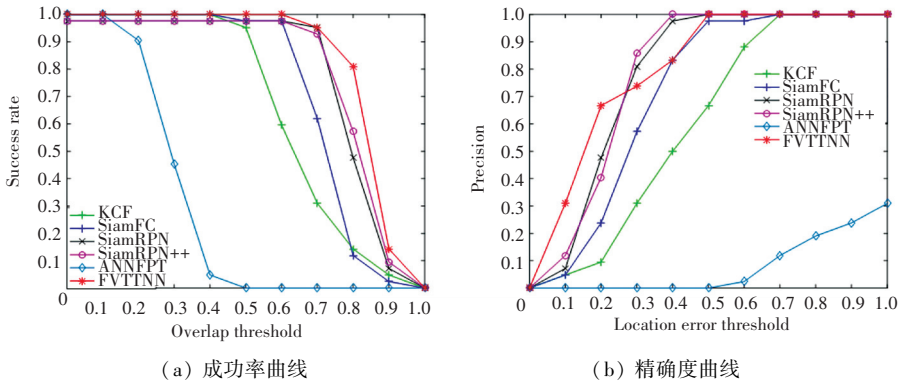 1.0
0.9
0.8
0.7
0.6
0.5
0.4
0.3
0.2
0.1
Success rate
KCF
SiamFC
SiamRPN
SiamRPN++
ANNFPT
FVTTNN
0 0.1 0.2 0.3 0.4 0.5 0.6 0.7 0.8 0.9 1.0
Overlap threshold
(a) 成功率曲线
1.0
0.9
0.8
0.7
0.6
0.5
0.4
0.3
0.2
0.1
Precision
KCF
SiamFC
SiamRPN
SiamRPN++
ANNFPT
FVTTNN
0 0.1 0.2 0.3 0.4 0.5 0.6 0.7 0.8 0.9 1.0
Location error threshold
(b) 精确度曲线